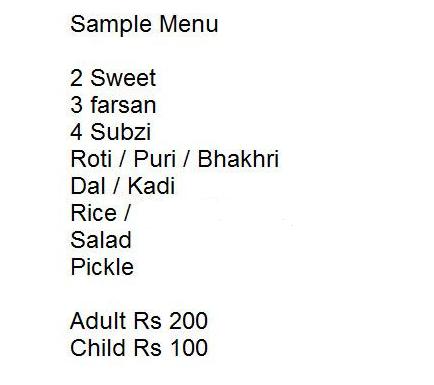 Sample Menu
2 Sweet
3 farsan
4 Subzi
Roti / Puri / Bhakhri
Dal / Kadi
Rice /
Salad
Pickle
Adult Rs 200
Child Rs 100